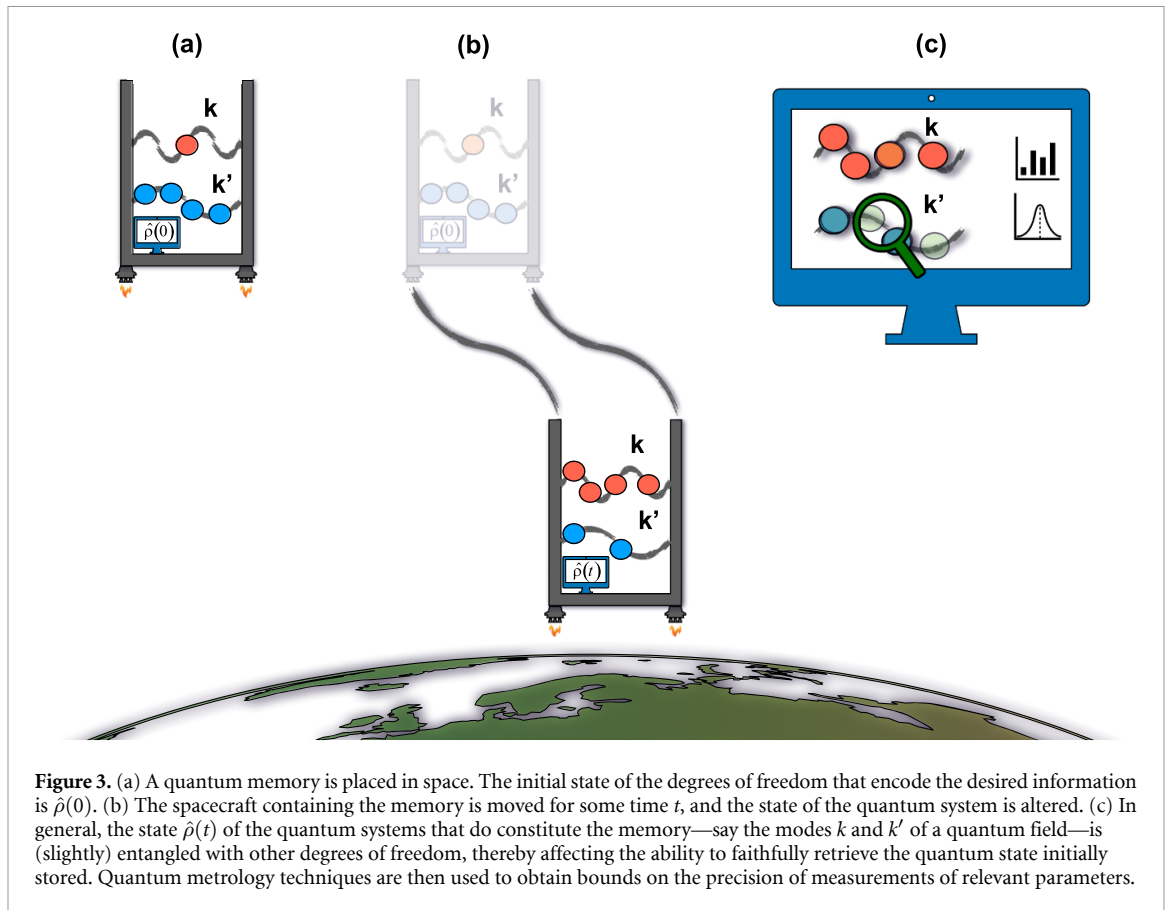 (a)
(b)
(c)
k
k'
ρ̂(0)
k
k'
ρ̂(0)
k
k'
k
k'
ρ̂(t)
Figure 3. (a) A quantum memory is placed in space. The initial state of the degrees of freedom that encode the desired information
is ρ̂(0). (b) The spacecraft containing the memory is moved for some time t, and the state of the quantum system is altered. (c) In
general, the state ρ̂(t) of the quantum systems that do constitute the memory—say the modes k and k′ of a quantum field—is
(slightly) entangled with other degrees of freedom, thereby affecting the ability to faithfully retrieve the quantum state initially
stored. Quantum metrology techniques are then used to obtain bounds on the precision of measurements of relevant parameters.